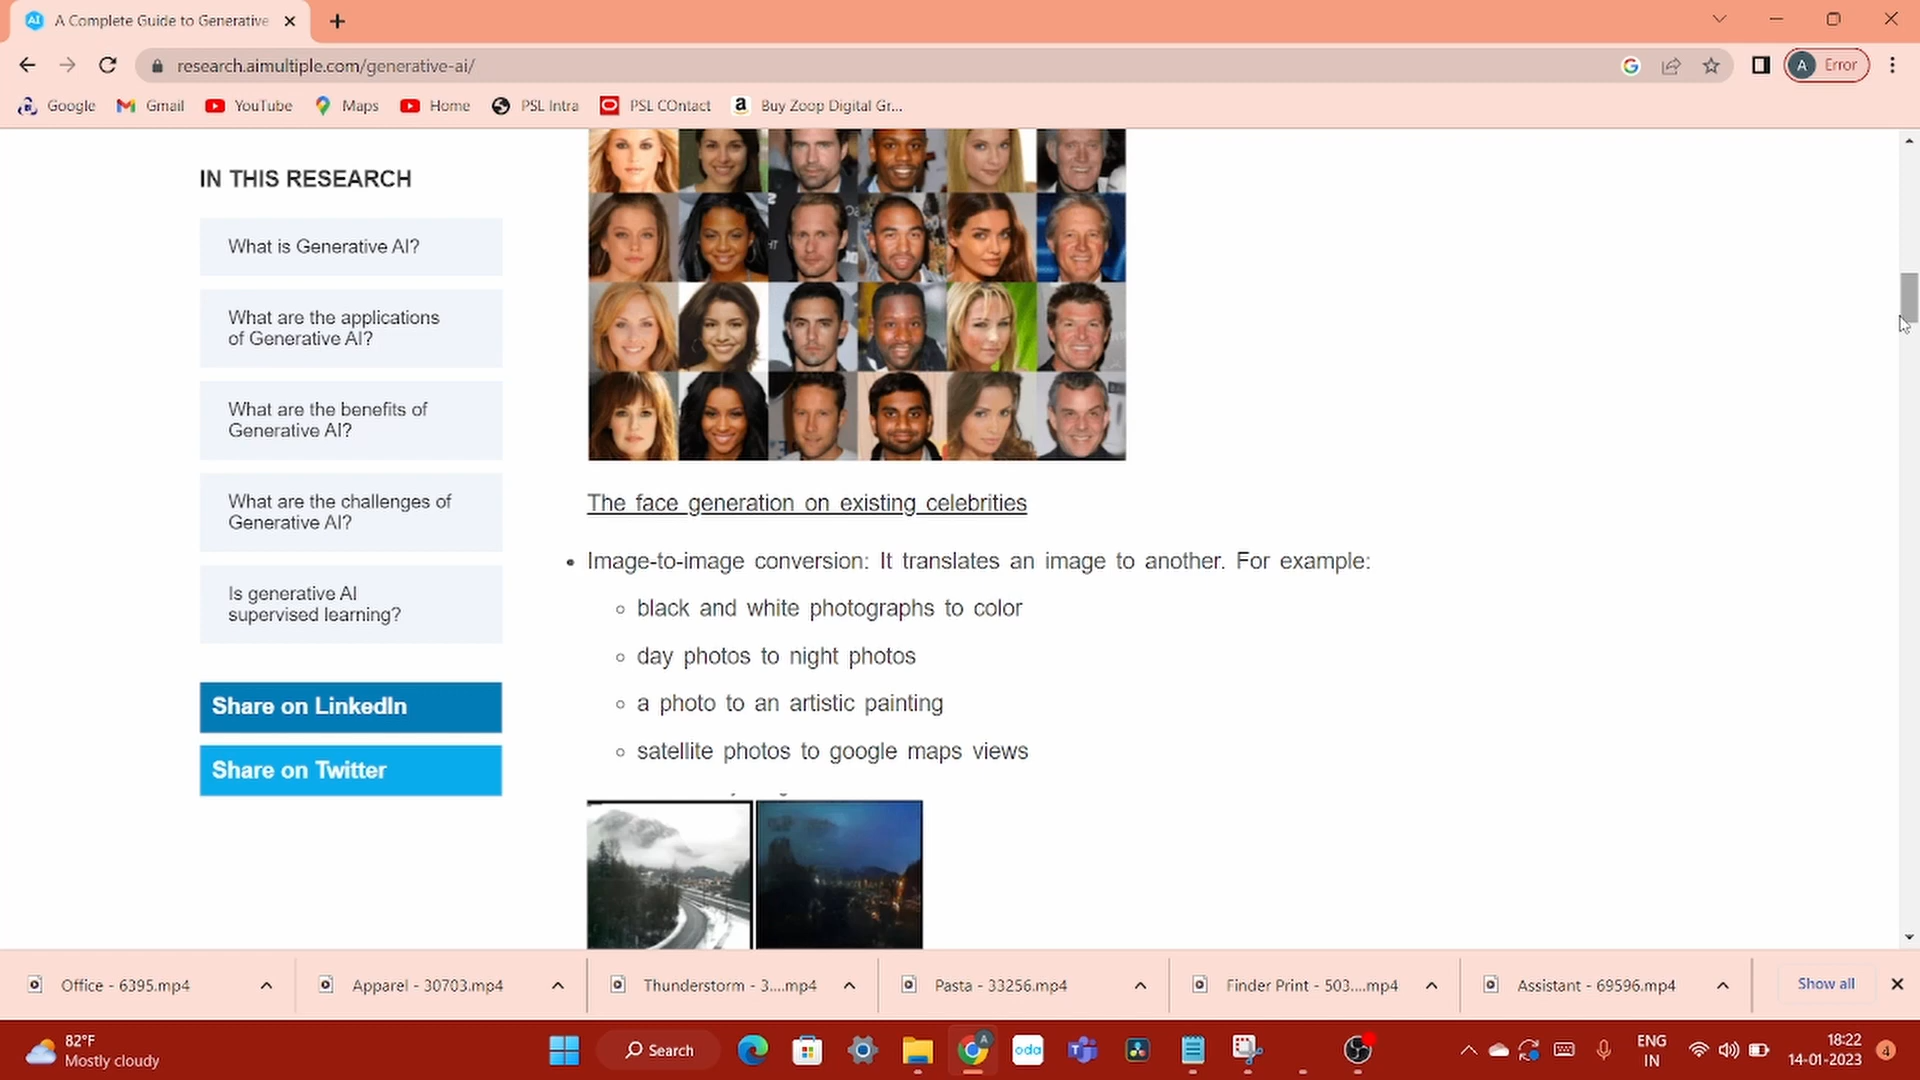 A Complete Guide to Generative
research.aimultiple.com/generative-ai/
A Error
Google Gmail YouTube Maps Home PSL Intra PSL COntact Buy Zoop Digital Gr...
IN THIS RESEARCH
What is Generative AI?
What are the applications
of Generative AI?
What are the benefits of
Generative AI?
What are the challenges of
Generative AI?
Is generative AI
supervised learning?
Share on LinkedIn
Share on Twitter
The face generation on existing celebrities
Image-to-image conversion: It translates an image to another. For example:
black and white photographs to color
day photos to night photos
a photo to an artistic painting
satellite photos to google maps views
Office - 6395.mp4 Apparel - 30703.mp4 Thunderstorm - 3....mp4 Pasta - 33256.mp4 Finder Print - 503....mp4 Assistant - 69596.mp4 Show all
82°F
Mostly cloudy
Search
oda
ENG
IN
18:22
14-01-2023
4